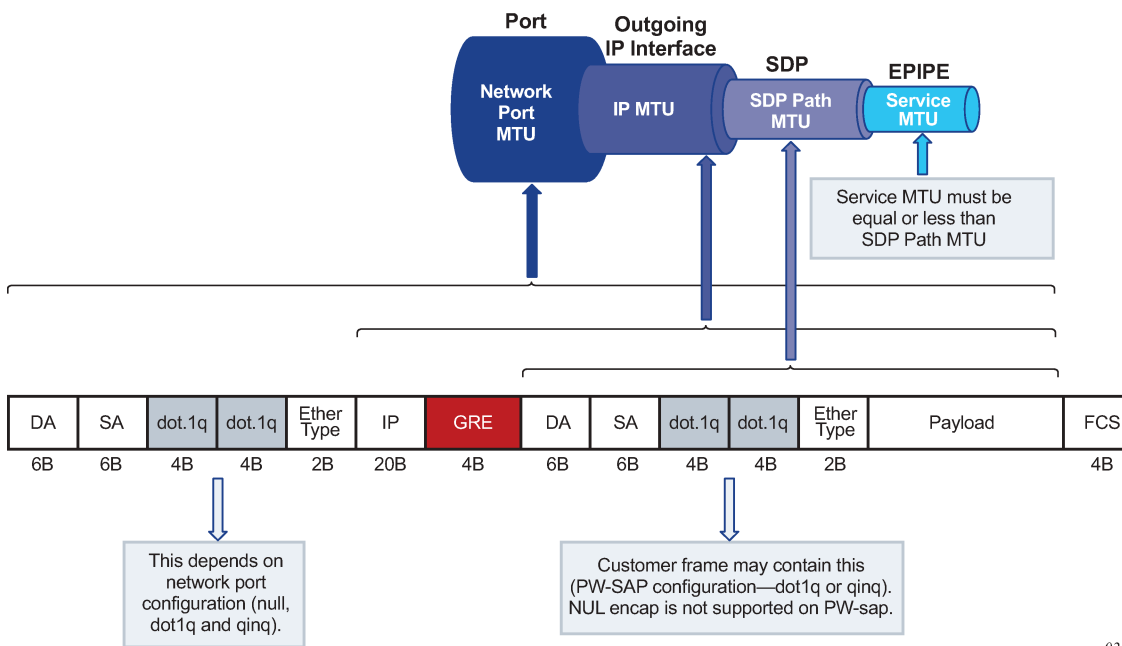 Port
Outgoing
IP Interface
SDP
EPIPE
Network
Port
MTU
IP MTU
SDP Path
MTU
Service
MTU
Service MTU must be
equal or less than
SDP Path MTU
DA
SA
dot.1q
dot.1q
Ether
Type
IP
GRE
DA
SA
dot.1q
dot.1q
Ether
Type
Payload
FCS
6B
6B
4B
4B
2B
20B
4B
6B
6B
4B
4B
2B
4B
This depends on
network port
configuration (null,
dot1q and qinq).
Customer frame may contain this
(PW-SAP configuration—dot1q or qinq).
NUL encap is not supported on PW-sap.